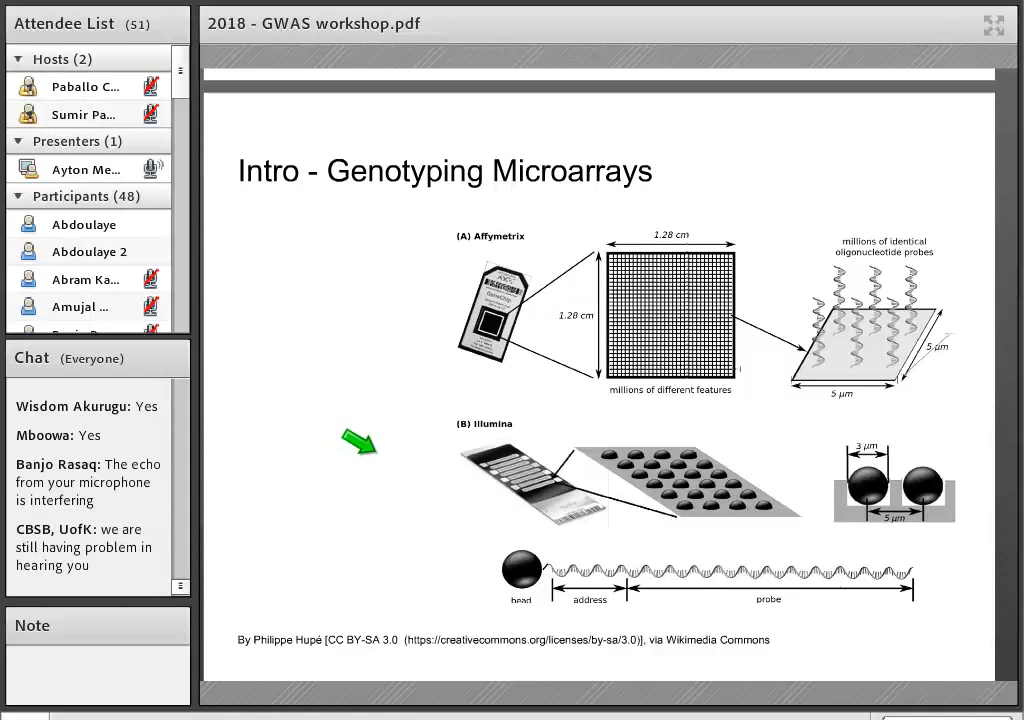 Attendee List (51)
Hosts (2)
Paballo C...
Sumir Pa...
Presenters (1)
Ayton Me...
Participants (48)
Abdoulaye
Abdoulaye 2
Abram Ka...
Amujal ...
Chat (Everyone)
Wisdom Akurugu: Yes
Mboowa: Yes
Banjo Rasaq: The echo
from your microphone
is interfering
CBSB, UofK: we are
still having problem in
hearing you
Note
2018 - GWAS workshop.pdf
Intro - Genotyping Microarrays
(A) Affymetrix
GeneChip
1.28 cm
1.28 cm
millions of different features
millions of identical
oligonucleotide probes
5 µm
5 µm
(B) Illumina
3 µm
5 µm
bead
address
probe
By Philippe Hupé [CC BY-SA 3.0 (https://creativecommons.org/licenses/by-sa/3.0)], via Wikimedia Commons